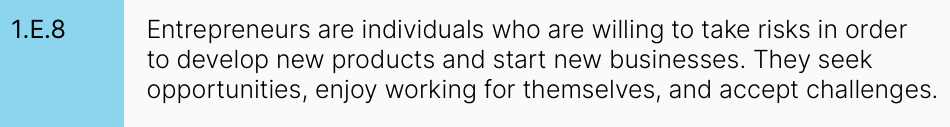 1.E.8
Entrepreneurs are individuals who are willing to take risks in order
to develop new products and start new businesses. They seek
opportunities, enjoy working for themselves, and accept challenges.